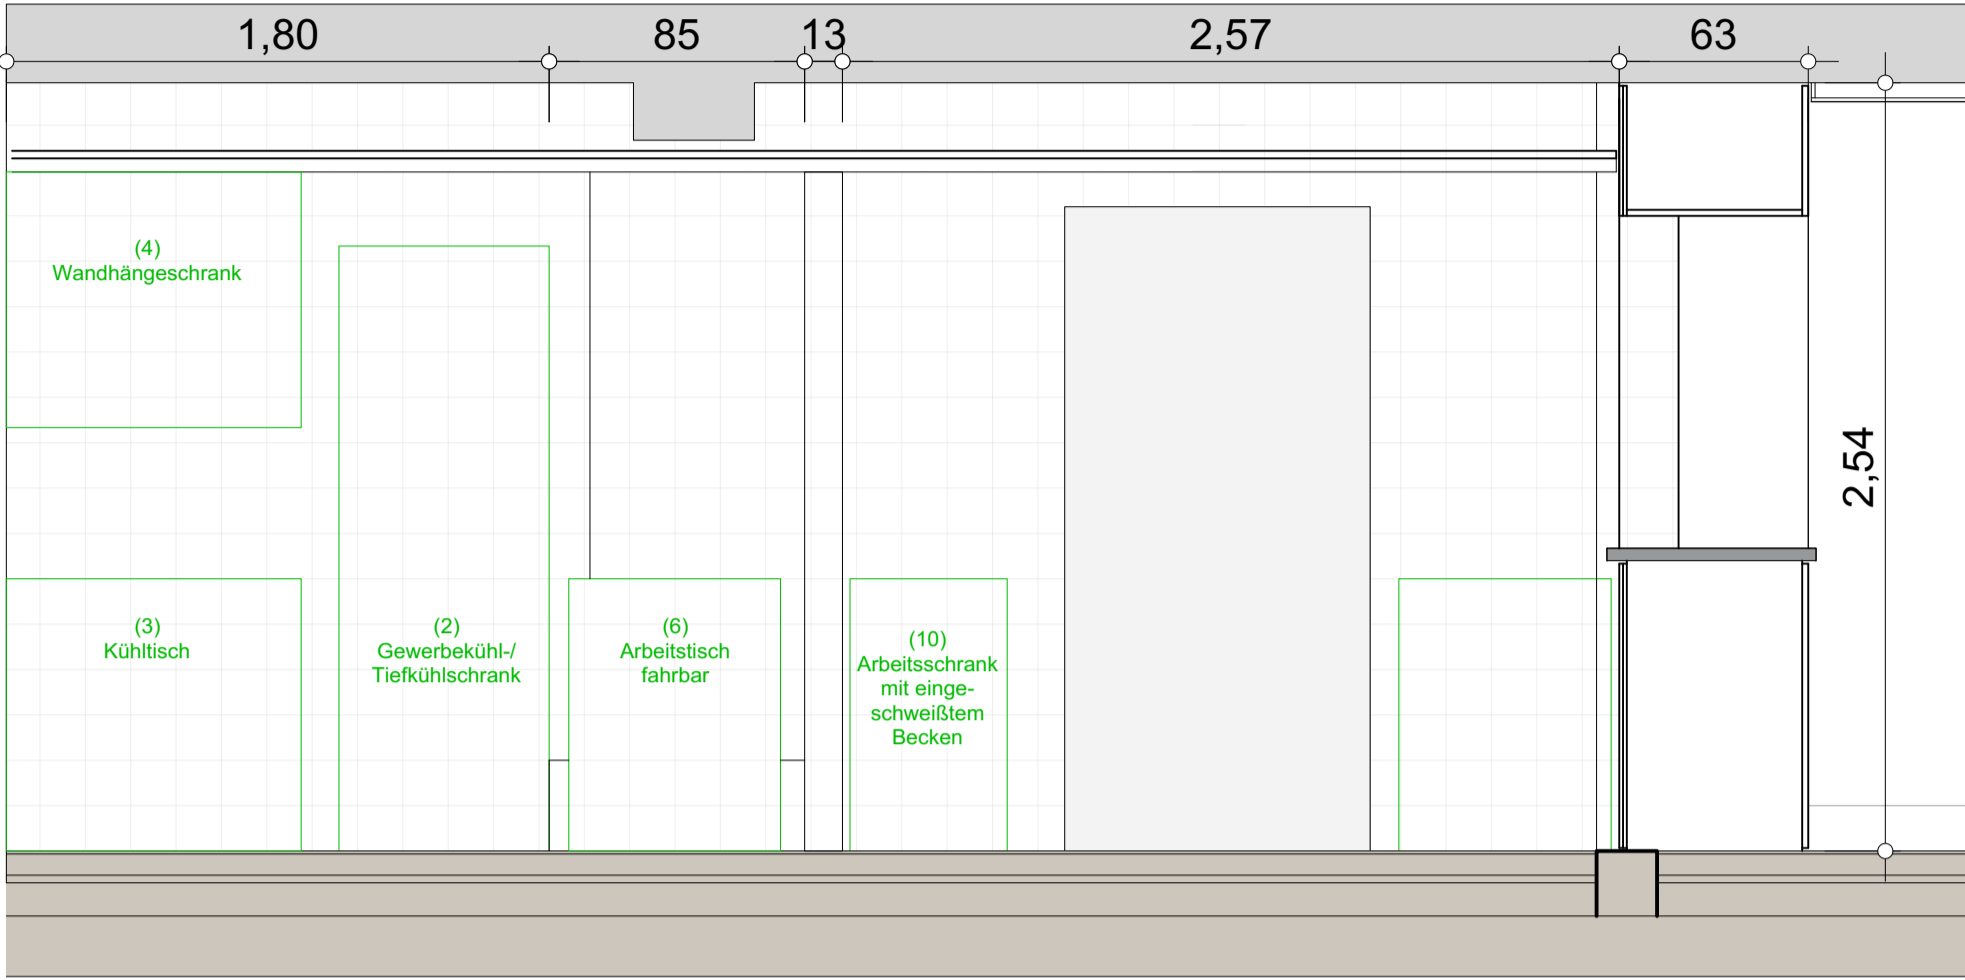 1,80 85 13 2,57 63
(4)
Wandhängeschrank
2,54
(3)
Kühltisch
(2)
Gewerbekühl-/
Tiefkühlschrank
(6)
Arbeitstisch
fahrbar
(10)
Arbeitsschrank
mit einge-
schweißtem
Becken